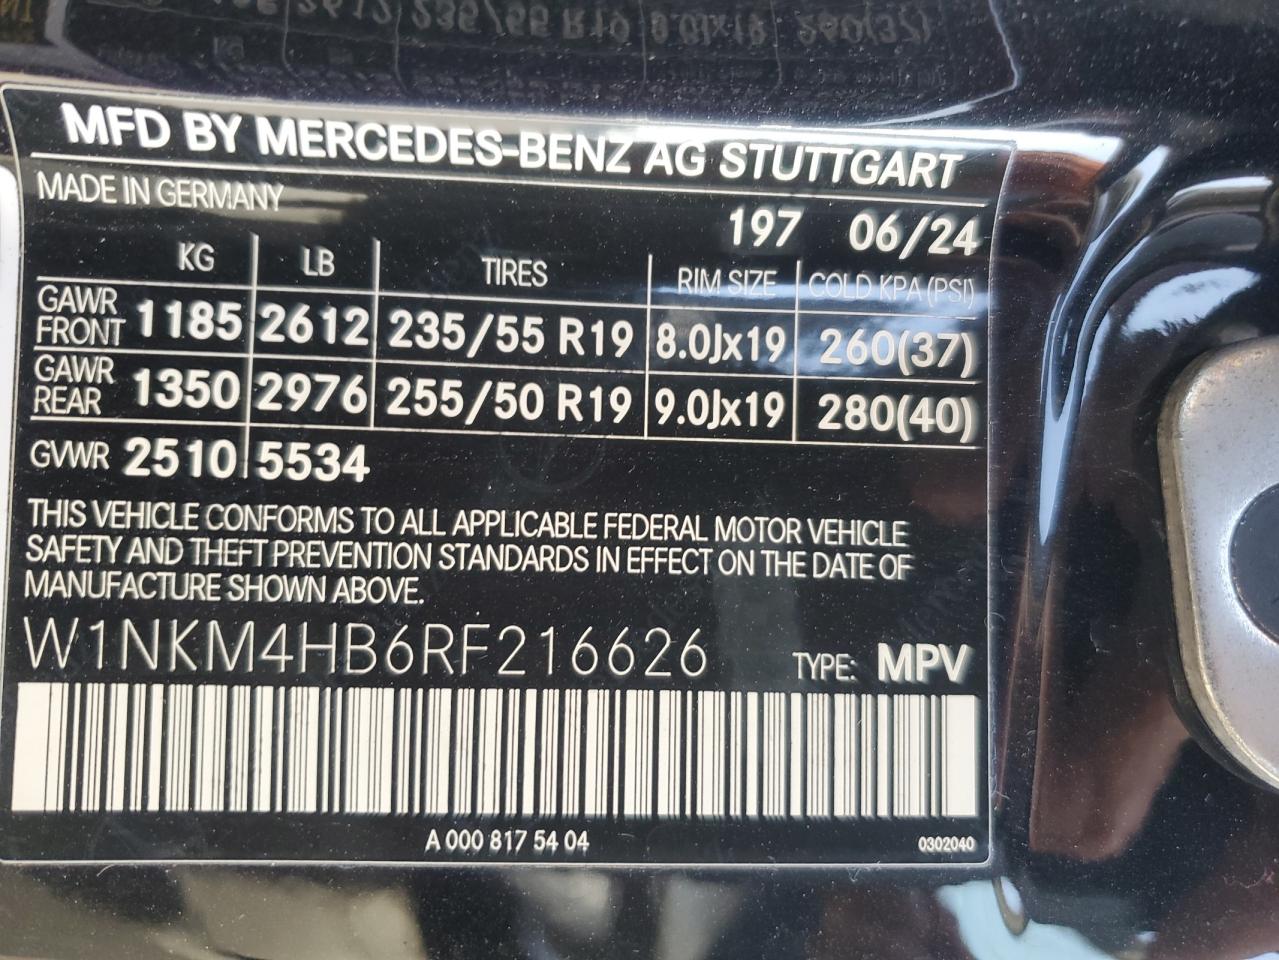 MFD BY MERCEDES-BENZ AG STUTTGART
MADE IN GERMANY
197 06/24
KG LB TIRES RIM SIZE COLD KPA (PSI)
GAWR FRONT 1185 2612 235/55 R19 8.0Jx19 260(37)
GAWR REAR 1350 2976 255/50 R19 9.0Jx19 280(40)
GVWR 2510 5534
THIS VEHICLE CONFORMS TO ALL APPLICABLE FEDERAL MOTOR VEHICLE
SAFETY AND THEFT PREVENTION STANDARDS IN EFFECT ON THE DATE OF
MANUFACTURE SHOWN ABOVE.
W1NKM4HB6RF216626 TYPE: MPV
A 000 817 54 04 0302040